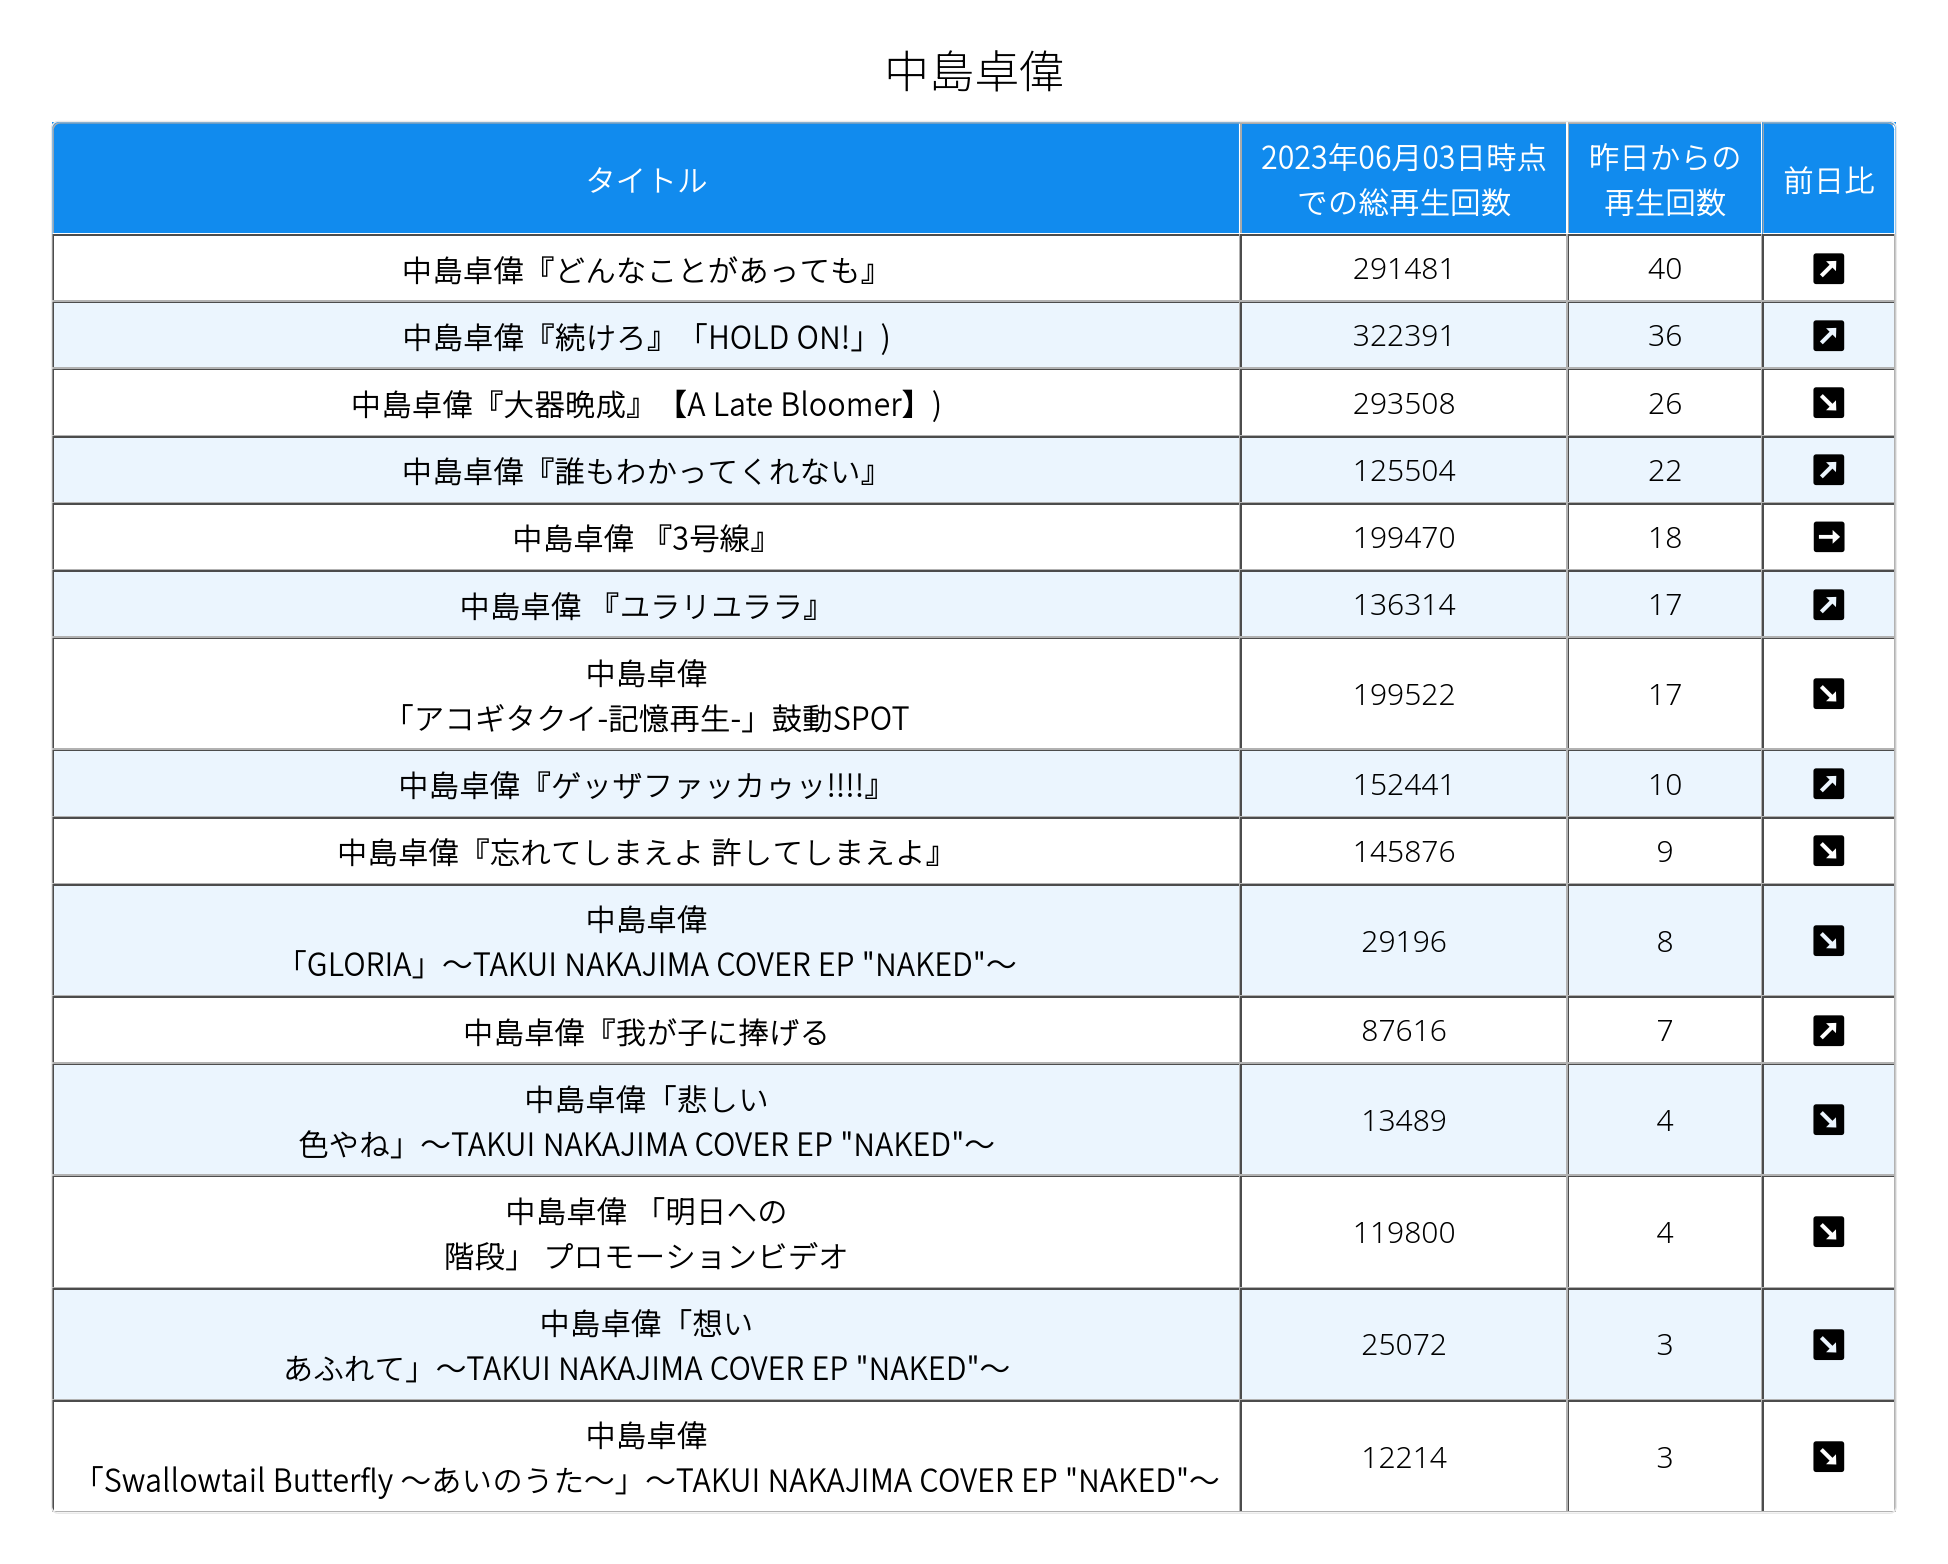 中島卓偉
タイトル
2023年06月03日時点
での総再生回数
昨日からの
再生回数
前日比
中島卓偉『どんなことがあっても』 291481 40
中島卓偉『続けろ』「HOLD ON!」) 322391 36
中島卓偉『大器晩成』【A Late Bloomer】) 293508 26
中島卓偉『誰もわかってくれない』 125504 22
中島卓偉 『3号線』 199470 18
中島卓偉 『ユラリユララ』 136314 17
中島卓偉
「アコギタクイ-記憶再生-」鼓動SPOT 199522 17
中島卓偉『ゲッザファッカゥッ!!!!』 152441 10
中島卓偉『忘れてしまえよ 許してしまえよ』 145876 9
中島卓偉
「GLORIA」〜TAKUI NAKAJIMA COVER EP "NAKED"〜 29196 8
中島卓偉『我が子に捧げる 87616 7
中島卓偉「悲しい
色やね」〜TAKUI NAKAJIMA COVER EP "NAKED"〜 13489 4
中島卓偉 「明日への
階段」 プロモーションビデオ 119800 4
中島卓偉「想い
あふれて」〜TAKUI NAKAJIMA COVER EP "NAKED"〜 25072 3
中島卓偉
「Swallowtail Butterfly 〜あいのうた〜」〜TAKUI NAKAJIMA COVER EP "NAKED"〜 12214 3